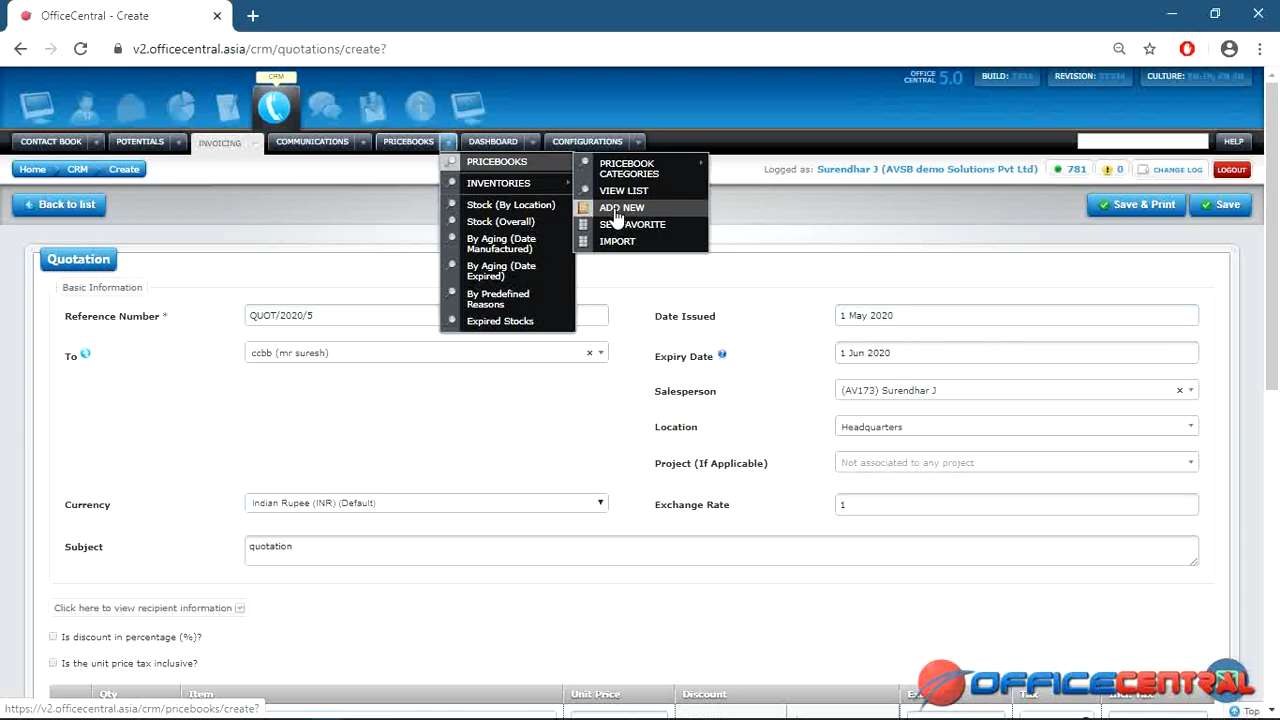 OfficeCentral - Create
v2.officecentral.asia/crm/quotations/create?
CRM
OFFICE CENTRAL 5.0
BUILD:
REVISION:
CULTURE:
CONTACT BOOK
POTENTIALS
INVOICING
COMMUNICATIONS
PRICEBOOKS
DASHBOARD
CONFIGURATIONS
HELP
Home
CRM
Create
Logged as: Surendhar J (AVSB demo Solutions Pvt Ltd)
781
0
CHANGE LOG
LOGOUT
PRICEBOOKS
INVENTORIES
Stock (By Location)
Stock (Overall)
By Aging (Date
Manufactured)
By Aging (Date
Expired)
By Predefined
Reasons
Expired Stocks
PRICEBOOK
CATEGORIES
VIEW LIST
ADD NEW
IMPORT
Back to list
Save & Print
Save
Quotation
Basic Information
Reference Number *
QUOT/2020/5
Date Issued
1 May 2020
To
ccbb (mr suresh)
Expiry Date
1 Jun 2020
Salesperson
(AV173) Surendhar J
Location
Headquarters
Project (If Applicable)
Not associated to any project
Currency
Indian Rupee (INR) (Default)
Exchange Rate
1
Subject
quotation
Click here to view recipient information
Is discount in percentage (%)?
Is the unit price tax inclusive?
Qty
Item
Unit Price
Discount
Tax
OFFICECENTRAL
https://v2.officecentral.asia/crm/pricebooks/create?
Top